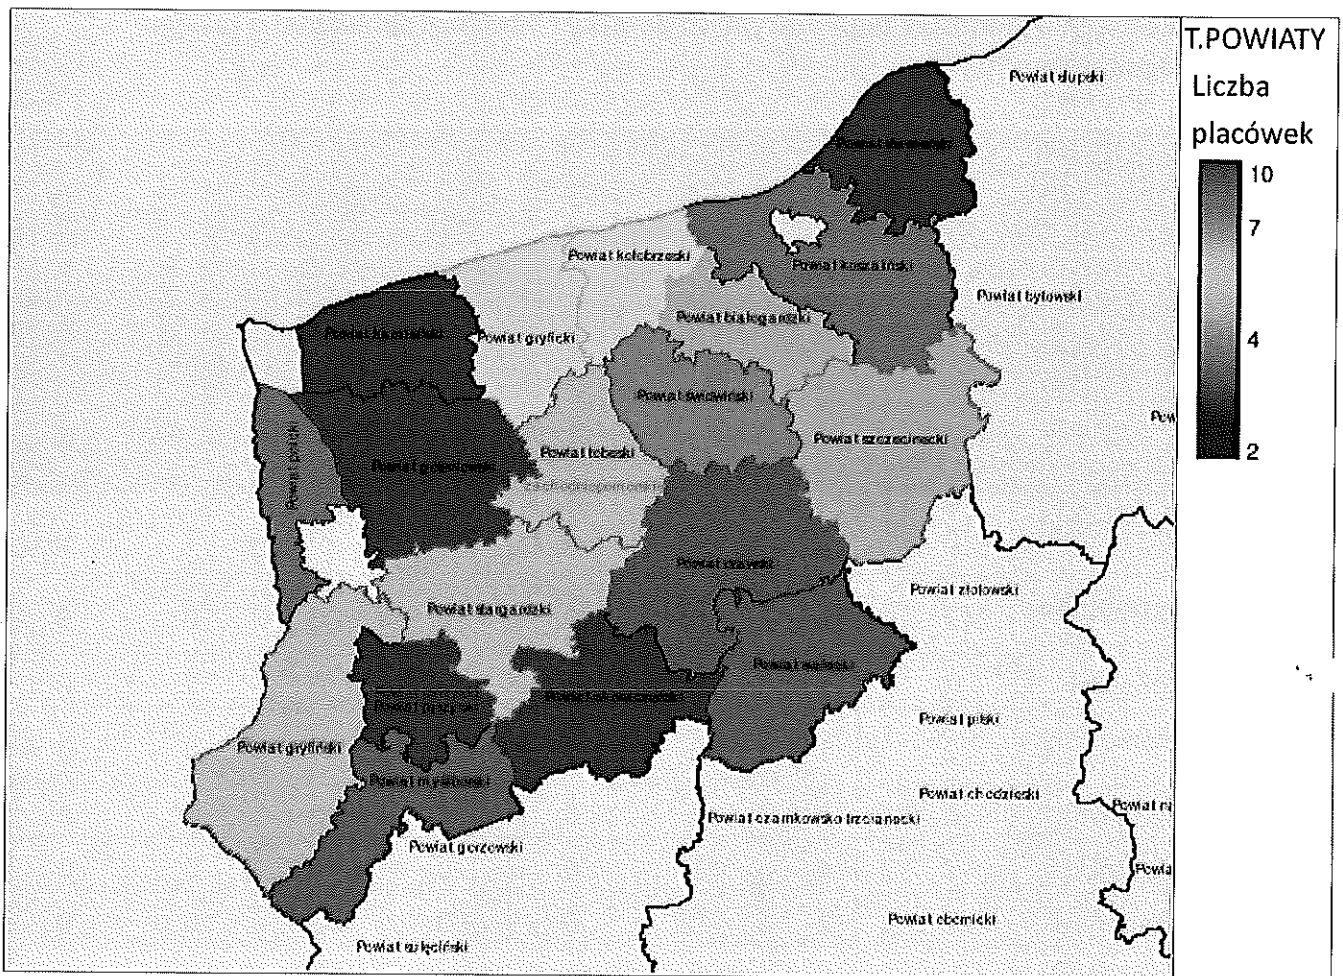 T.POWIATY
Liczba
placówek
10
7
4
2
Powiat słupski
Powiat kołobrzeski
Powiat koszaliński
Powiat bytowski
Powiat białogardzki
Powiat gryficki
Powiat świdwiński
Powiat szczecinecki
Powiat łobeski
Powiat policki
Powiat goleniowski
Powiat drawski
Powiat złotowski
Powiat stargardzki
Powiat wałecki
Powiat pyrzycki
Powiat pilski
Powiat gryfiński
Powiat myśliborski
Powiat chodzieski
Powiat czarnkowsko trzcianecki
Powiat gorzowski
Powiat obornicki
Powiat sulęciński